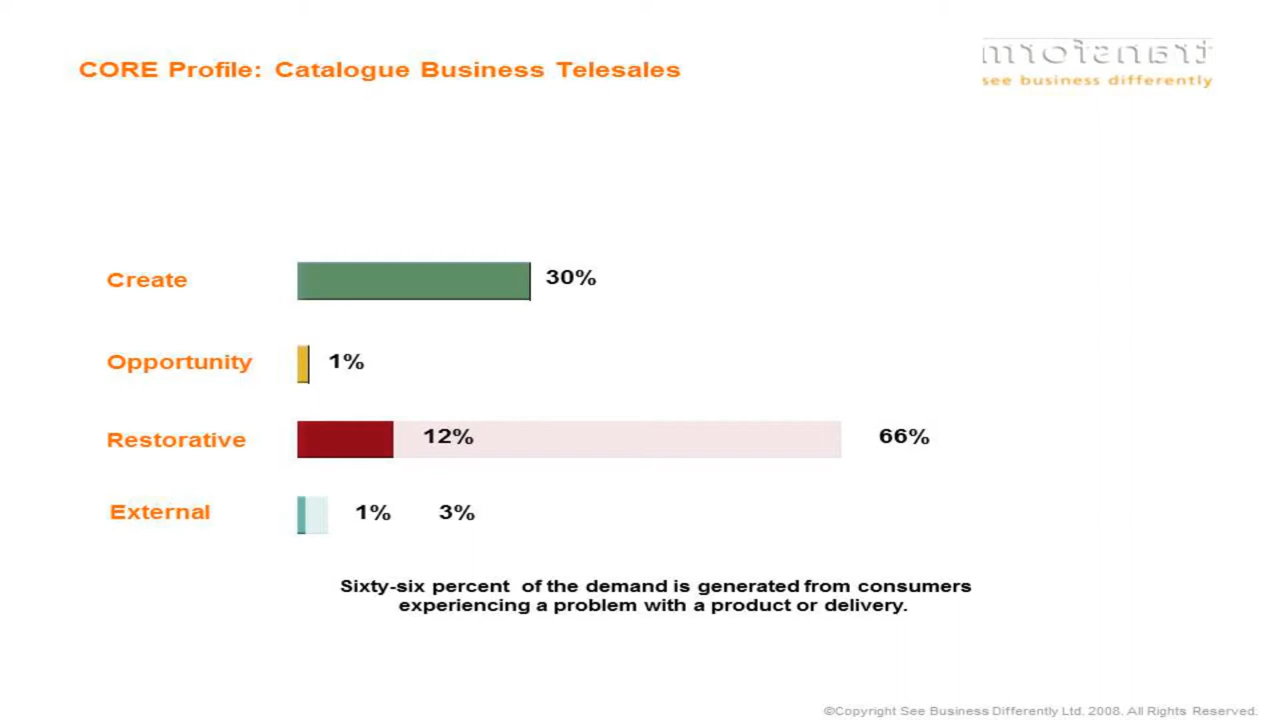 CORE Profile: Catalogue Business Telesales
transform
see business differently
Create
30%
Opportunity
1%
Restorative
12%
66%
External
1%
3%
Sixty-six percent of the demand is generated from consumers
experiencing a problem with a product or delivery.
©Copyright See Business Differently Ltd. 2008. All Rights Reserved.